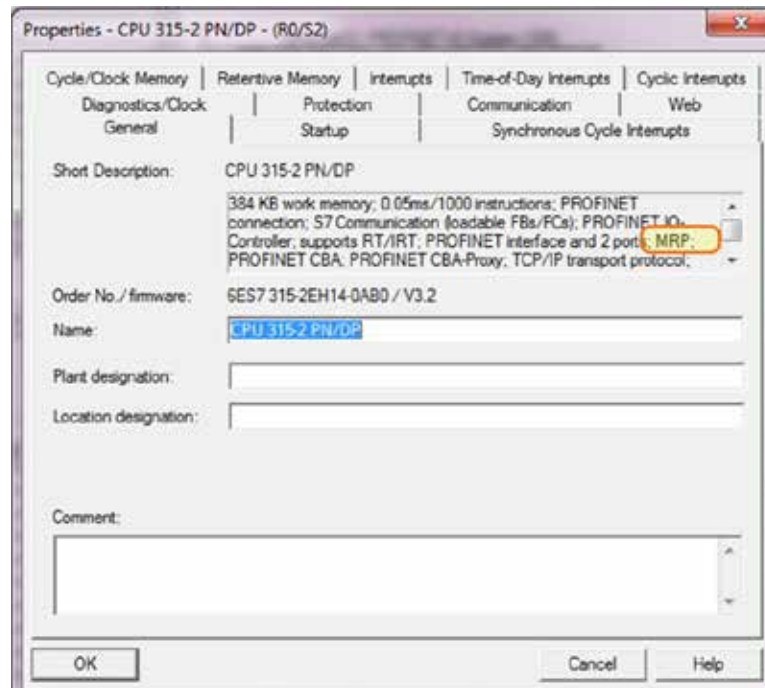 Properties - CPU 315-2 PN/DP - (R0/S2)
Cycle/Clock Memory Retentive Memory Interrupts Time-of-Day Interrupts Cyclic Interrupts
Diagnostics/Clock Protection Communication Web
General Startup Synchronous Cycle Interrupts
Short Description: CPU 315-2 PN/DP
384 KB work memory; 0.05ms/1000 instructions; PROFINET
connection; S7 Communication (loadable FBs/FCs); PROFINET IO-
Controller; supports RT/IRT; PROFINET interface and 2 ports; MRP;
PROFINET CBA; PROFINET CBA-Proxy; TCP/IP transport protocol;
Order No./ firmware: 6ES7 315-2EH14-0AB0 / V3.2
Name: CPU 315-2 PN/DP
Plant designation:
Location designation:
Comment:
OK Cancel Help